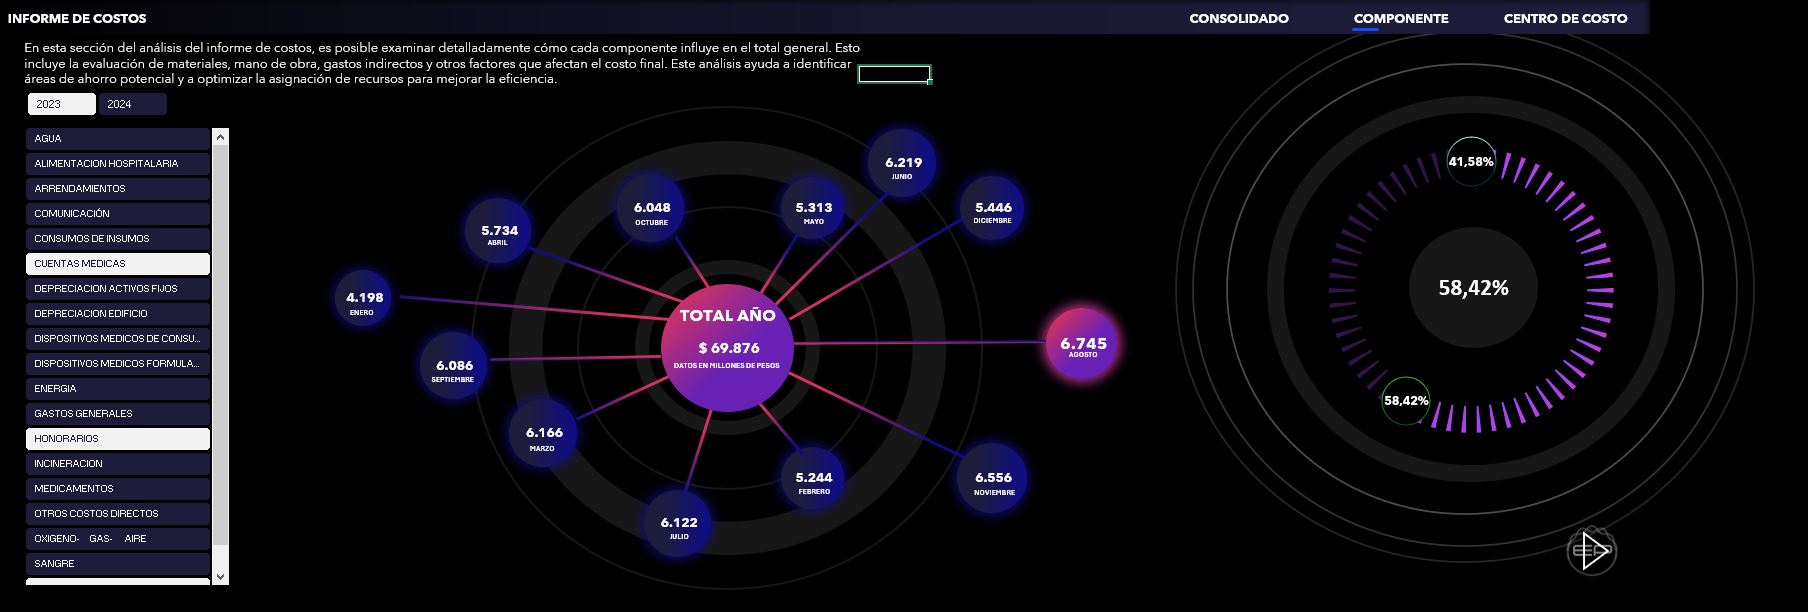 INFORME DE COSTOS
CONSOLIDADO
COMPONENTE
CENTRO DE COSTO
En esta sección del análisis del informe de costos, es posible examinar detalladamente cómo cada componente influye en el total general. Esto
incluye la evaluación de materiales, mano de obra, gastos indirectos y otros factores que afectan el costo final. Este análisis ayuda a identificar
áreas de ahorro potencial y a optimizar la asignación de recursos para mejorar la eficiencia.
2023
2024
AGUA
ALIMENTACION HOSPITALARIA
ARRENDAMIENTOS
COMUNICACIÓN
CONSUMOS DE INSUMOS
CUENTAS MEDICAS
DEPRECIACION ACTIVOS FIJOS
DEPRECIACION EDIFICIO
DISPOSITIVOS MEDICOS DE CONSU...
DISPOSITIVOS MEDICOS FORMULA...
ENERGIA
GASTOS GENERALES
HONORARIOS
INCINERACION
MEDICAMENTOS
OTROS COSTOS DIRECTOS
OXIGENO- GAS- AIRE
SANGRE
6.219
JUNIO
6.048
OCTUBRE
5.313
MAYO
5.446
DICIEMBRE
5.734
ABRIL
4.198
ENERO
TOTAL AÑO
$ 69.876
DATOS EN MILLONES DE PESOS
6.745
AGOSTO
6.086
SEPTIEMBRE
6.166
MARZO
5.244
FEBRERO
6.556
NOVIEMBRE
6.122
JULIO
41,58%
58,42%
58,42%